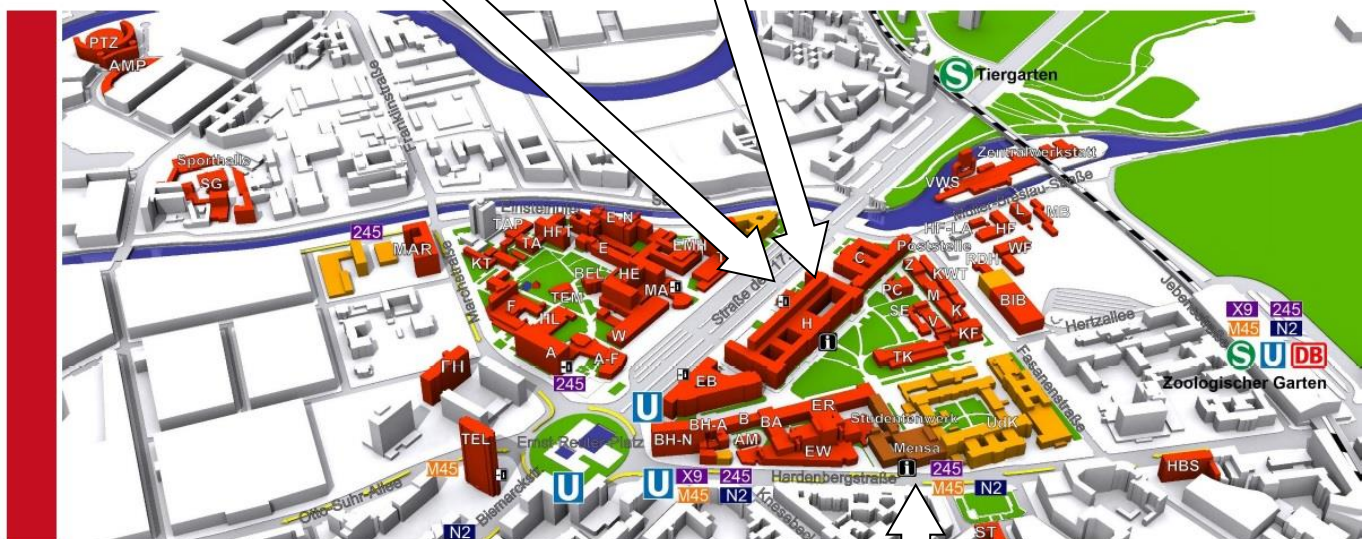 PTZ
AMP
S Tiergarten
Franklinstraße
Sporthalle
SG
Zentralwerkstatt
VWS
Müller-Breslau-Straße
L
MB
HF-LA
HF
Einsteinufer
TAP
E-N
HFT
TA
E
EMH
245
MAR
KT
Marchstraße
BEL
HE
MA
TEM
F
HL
W
A
A-F
245
Straße des 17.
C
Poststelle
Z
KWT
RDH
WF
PC
M
BIB
SE
K
V
KF
H
i
TK
Hertzallee
Fasanenstraße
X9 245
M45 N2
S U DB
Zoologischer Garten
EB
U
TEL
M45
Ernst-Reuter-Platz
Otto-Suhr-Allee
Bismarckstr.
N2
U
BH-N
BH-A
B
AM
BA
ER
EW
Studentenwerk
Mensa
UdK
U X9 245
M45 N2
Hardenbergstraße
i 245
M45 N2
HBS
ST